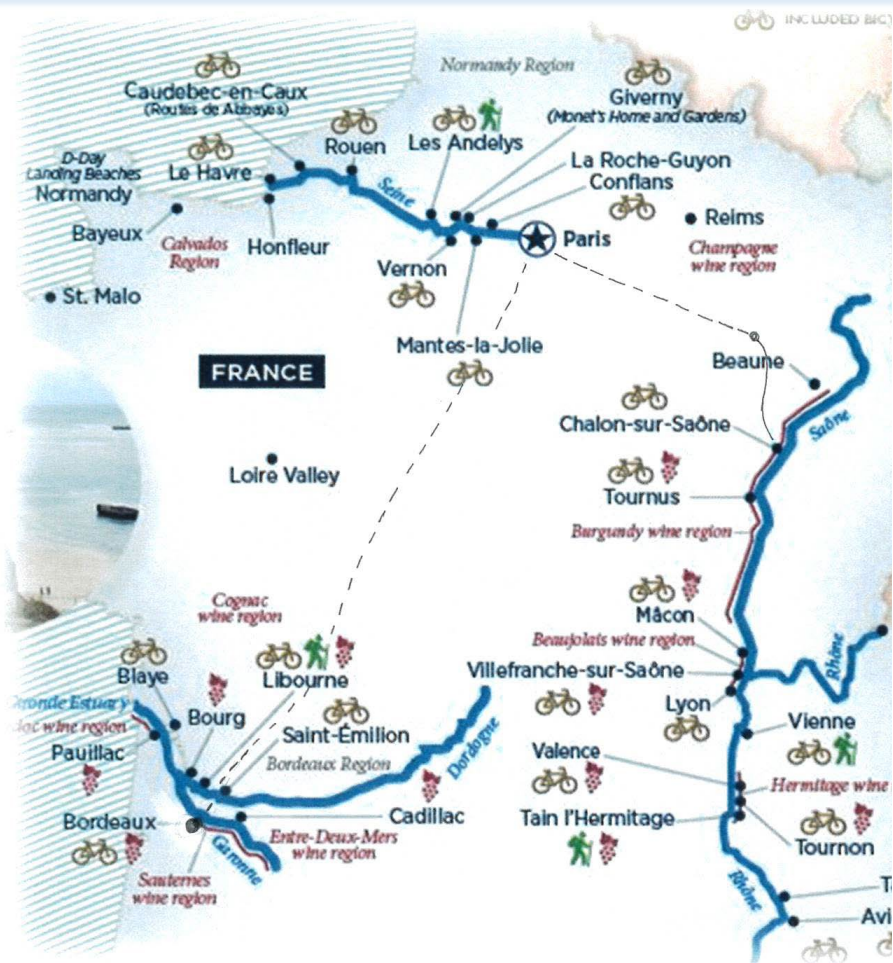 INCLUDED
Normandy Region
Caudebec-en-Caux
(Routes de Abbayes)
Giverny
(Monet's Home and Gardens)
Rouen
Les Andelys
D-Day
Landing Beaches
Normandy
Le Havre
La Roche-Guyon
Conflans
Seine
Bayeux
Calvados
Region
Honfleur
Paris
Reims
Champagne
wine region
Vernon
St. Malo
Mantes-la-Jolie
FRANCE
Beaune
Chalon-sur-Saône
Saône
Loire Valley
Tournus
Burgundy wine region
Cognac
wine region
Mâcon
Beaujolais wine region
Rhône
Blaye
Libourne
Villefranche-sur-Saône
Estuary
wine region
Bourg
Lyon
Pauillac
Saint-Émilion
Bordeaux Region
Dordogne
Vienne
Valence
Hermitage wine
Bordeaux
Cadillac
Tain l'Hermitage
Entre-Deux-Mers
wine region
Garonne
Tournon
Sauternes
wine region
Rhône
Avi